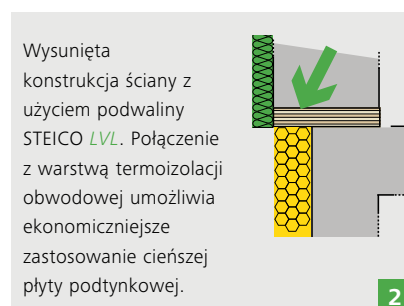 Wysunięta
konstrukcja ściany z
użyciem podwaliny
STEICO LVL. Połączenie
z warstwą termoizolacji
obwodowej umożliwia
ekonomiczniejsze
zastosowanie cieńszej
płyty podtynkowej.
2